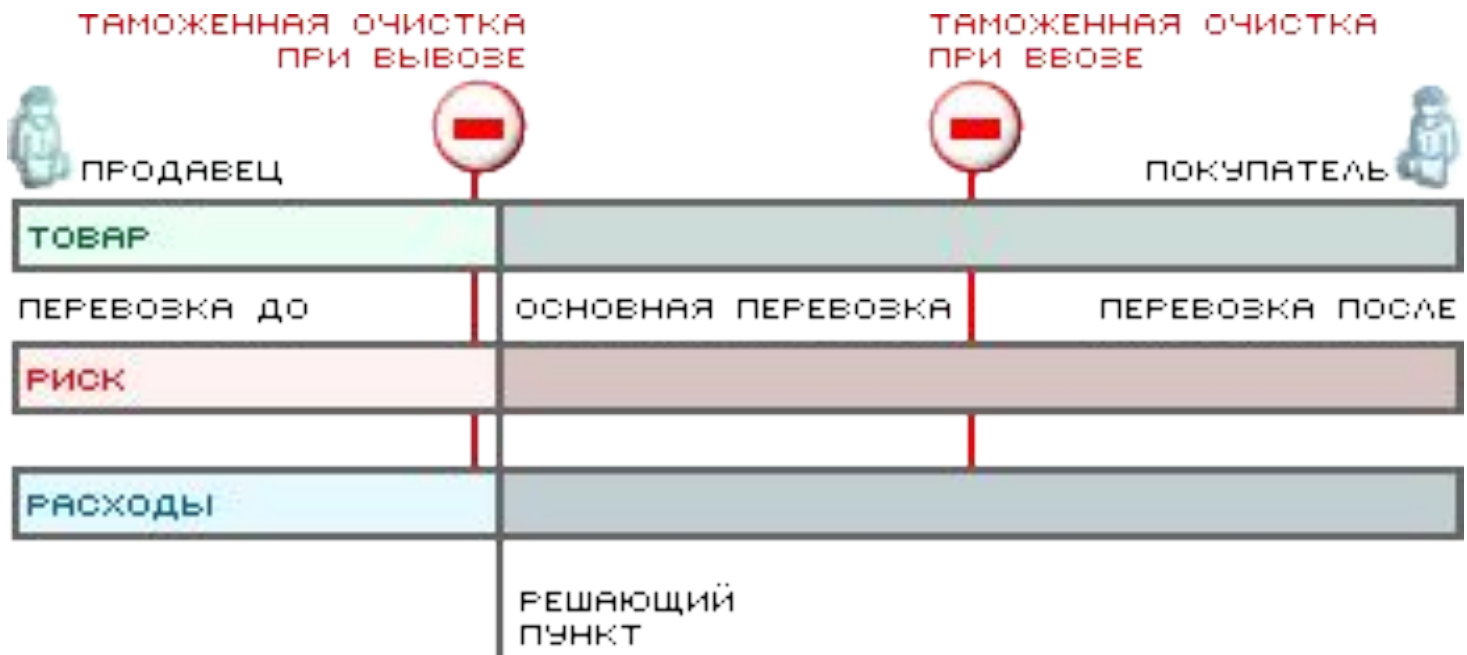 ТАМОЖЕННАЯ ОЧИСТКА
ПРИ ВЫВОЗЕ
ТАМОЖЕННАЯ ОЧИСТКА
ПРИ ВВОЗЕ
ПРОДАВЕЦ
ПОКУПАТЕЛЬ
ТОВАР
ПЕРЕВОЗКА ДО
ОСНОВНАЯ ПЕРЕВОЗКА
ПЕРЕВОЗКА ПОСЛЕ
РИСК
РАСХОДЫ
РЕШАЮЩИЙ
ПУНКТ